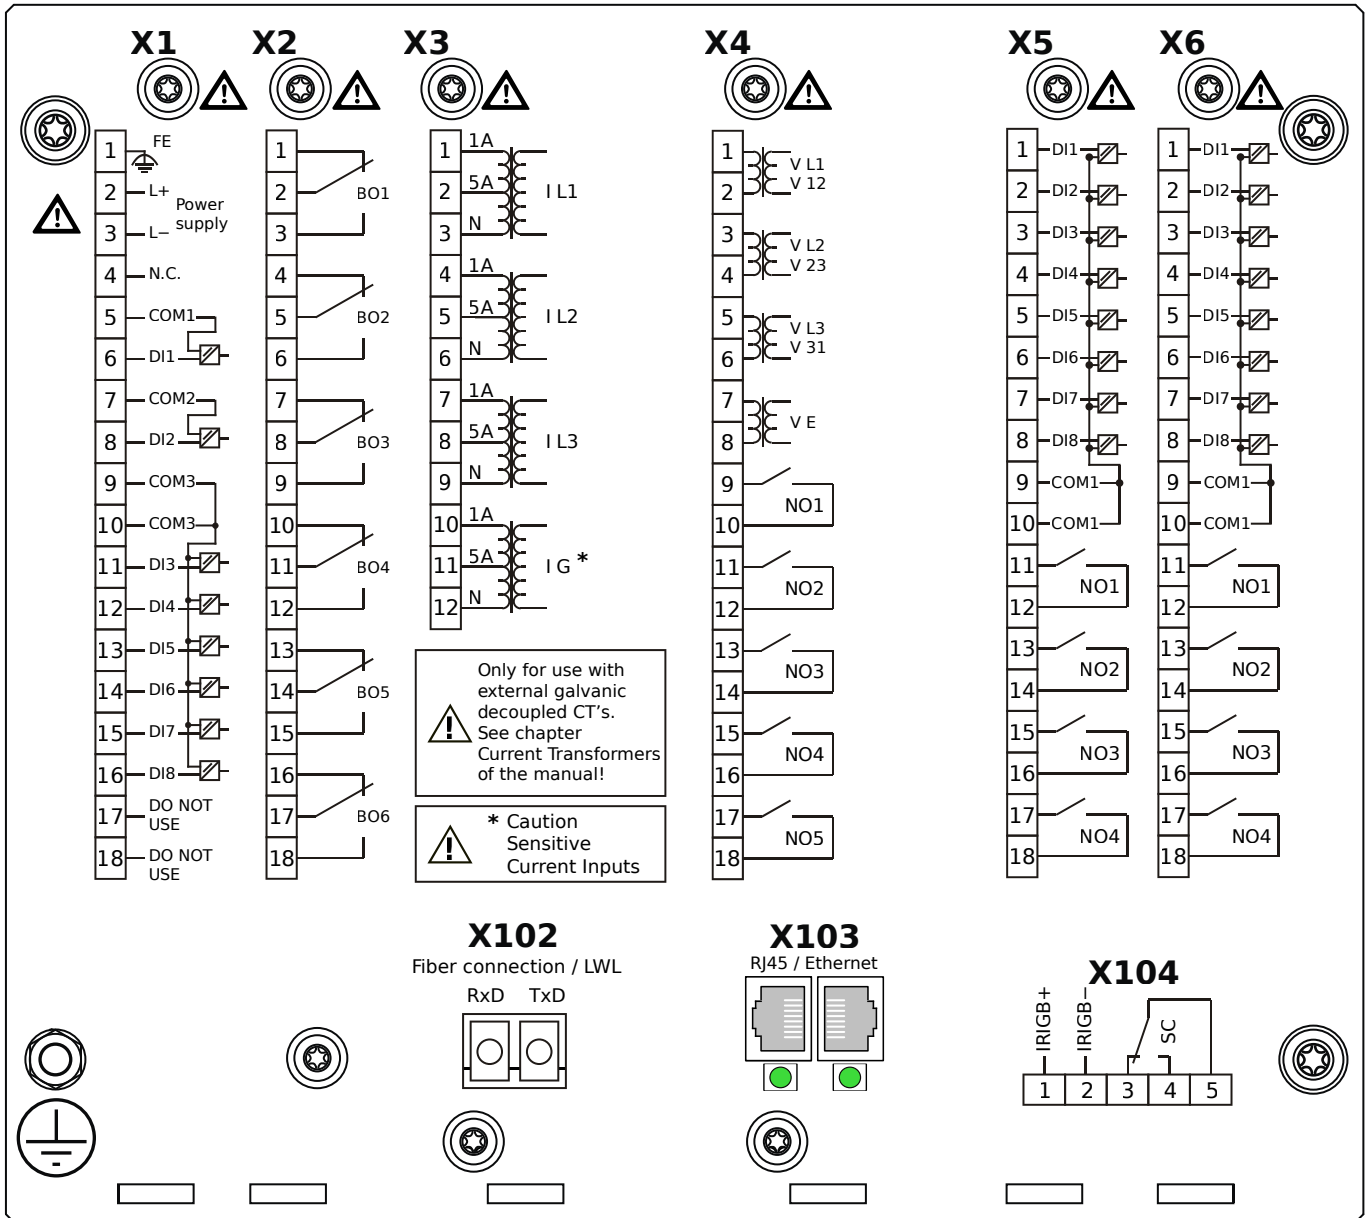 X1
X2
X3
X4
X5
X6
1 FE
2 L+
Power
supply
3 L−
4 N.C.
5 COM1
6 DI1
7 COM2
8 DI2
9 COM3
10 COM3
11 DI3
12 DI4
13 DI5
14 DI6
15 DI7
16 DI8
17 DO NOT
USE
18 DO NOT
USE
1
2 BO1
3
4
5 BO2
6
7
8 BO3
9
10
11 BO4
12
13
14 BO5
15
16
17 BO6
18
1 1A
2 5A I L1
3 N
4 1A
5 5A I L2
6 N
7 1A
8 5A I L3
9 N
10 1A
11 5A I G *
12 N
Only for use with
external galvanic
decoupled CT's.
See chapter
Current Transformers
of the manual!
* Caution
Sensitive
Current Inputs
1 V L1
2 V 12
3 V L2
4 V 23
5 V L3
6 V 31
7
V E
8
9
NO1
10
11
NO2
12
13
NO3
14
15
NO4
16
17
NO5
18
1 DI1
2 DI2
3 DI3
4 DI4
5 DI5
6 DI6
7 DI7
8 DI8
9 COM1
10 COM1
11
NO1
12
13
NO2
14
15
NO3
16
17
NO4
18
1 DI1
2 DI2
3 DI3
4 DI4
5 DI5
6 DI6
7 DI7
8 DI8
9 COM1
10 COM1
11
NO1
12
13
NO2
14
15
NO3
16
17
NO4
18
X102
Fiber connection / LWL
RxD TxD
X103
RJ45 / Ethernet
X104
IRIGB+
IRIGB−
SC
1 2 3 4 5